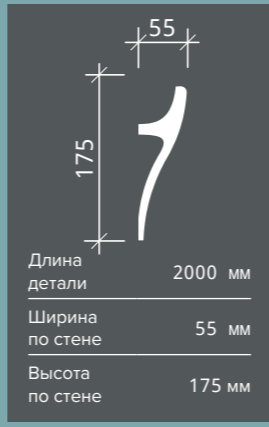 55
175
Длина
детали 2000 мм
Ширина
по стене 55 мм
Высота
по стене 175 мм